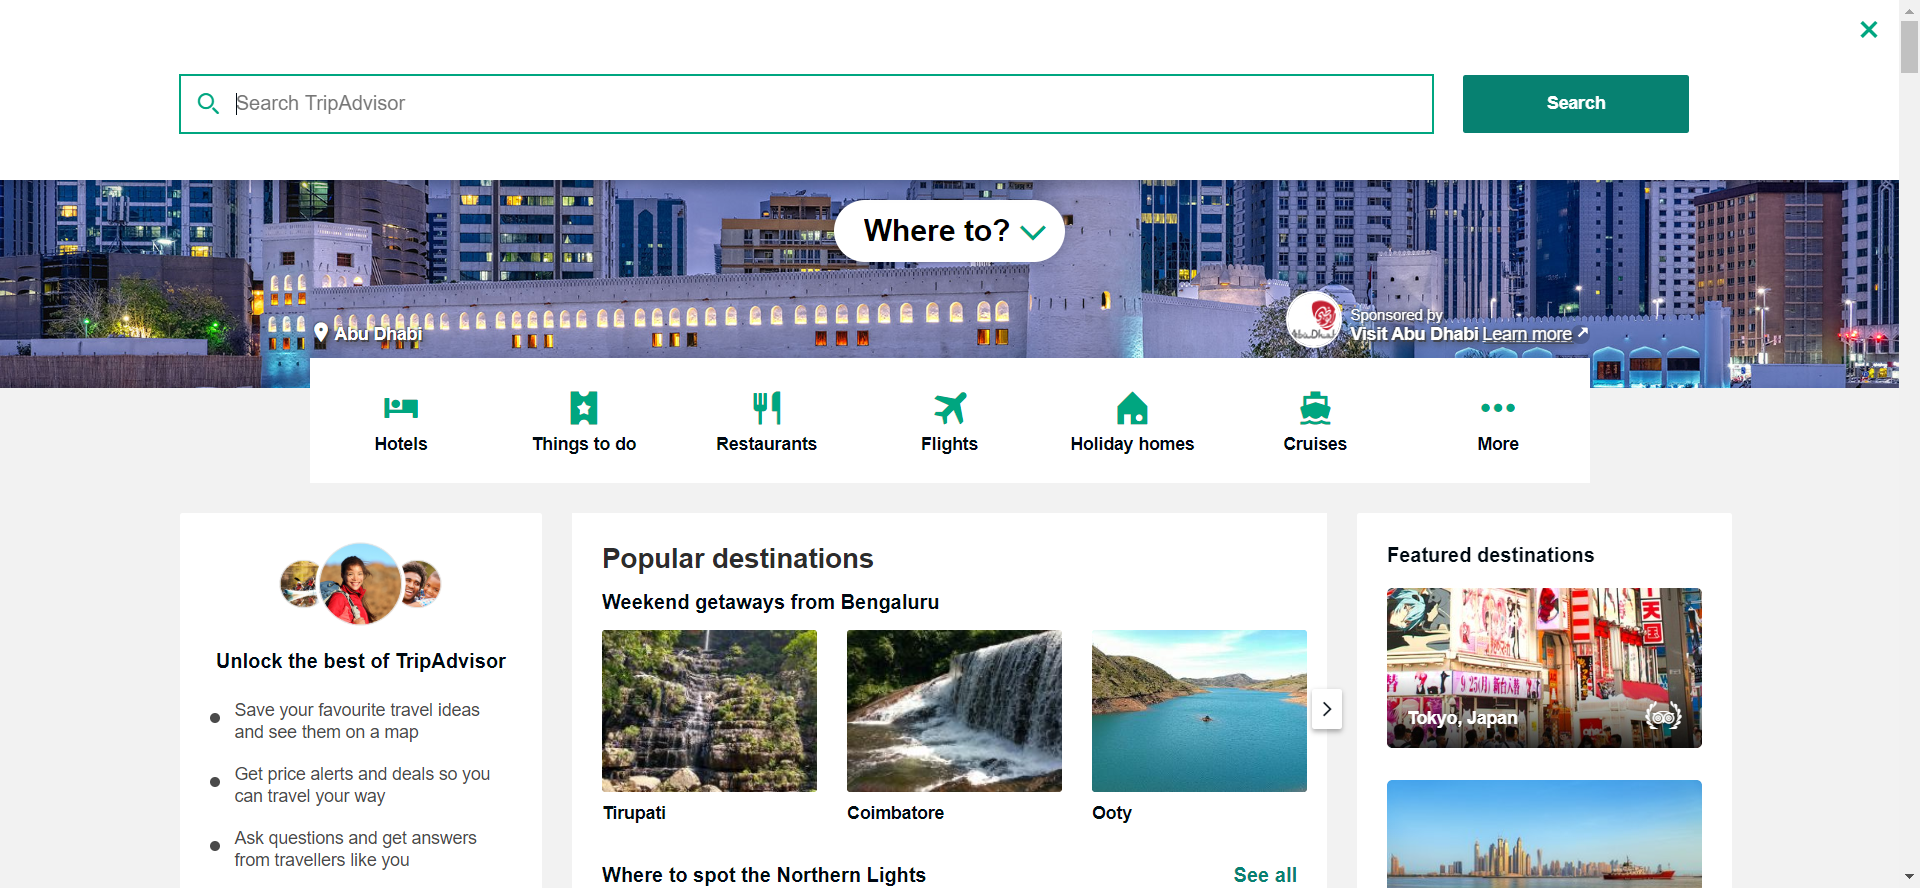 Search TripAdvisor
Search
Where to?
Abu Dhabi
Sponsored by
Visit Abu Dhabi Learn more
Hotels
Things to do
Restaurants
Flights
Holiday homes
Cruises
More
Unlock the best of TripAdvisor
Save your favourite travel ideas
and see them on a map
Get price alerts and deals so you
can travel your way
Ask questions and get answers
from travellers like you
Popular destinations
Weekend getaways from Bengaluru
Tirupati
Coimbatore
Ooty
Where to spot the Northern Lights
See all
Featured destinations
Tokyo, Japan